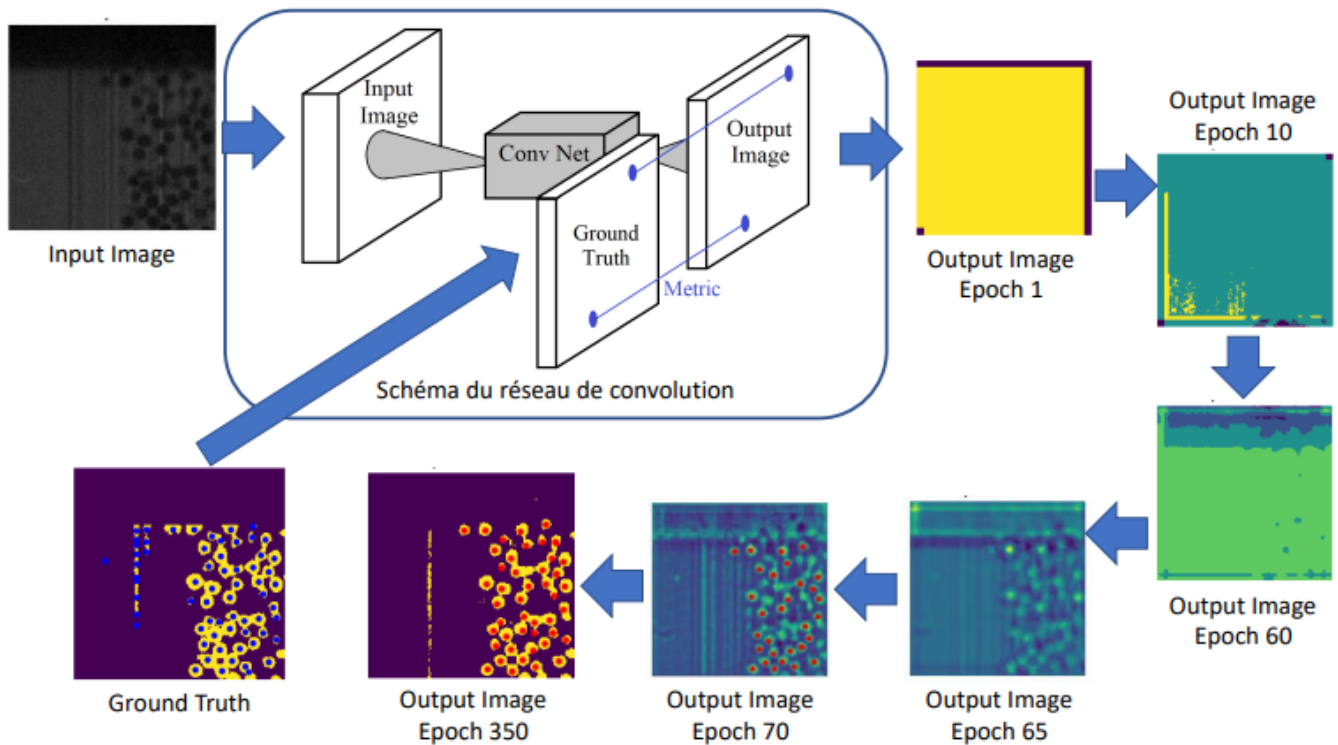 Input Image
Input
Image
Conv Net
Ground
Truth
Output
Image
Metric
Schéma du réseau de convolution
Output Image
Epoch 1
Output Image
Epoch 10
Output Image
Epoch 60
Output Image
Epoch 65
Output Image
Epoch 70
Output Image
Epoch 350
Ground Truth